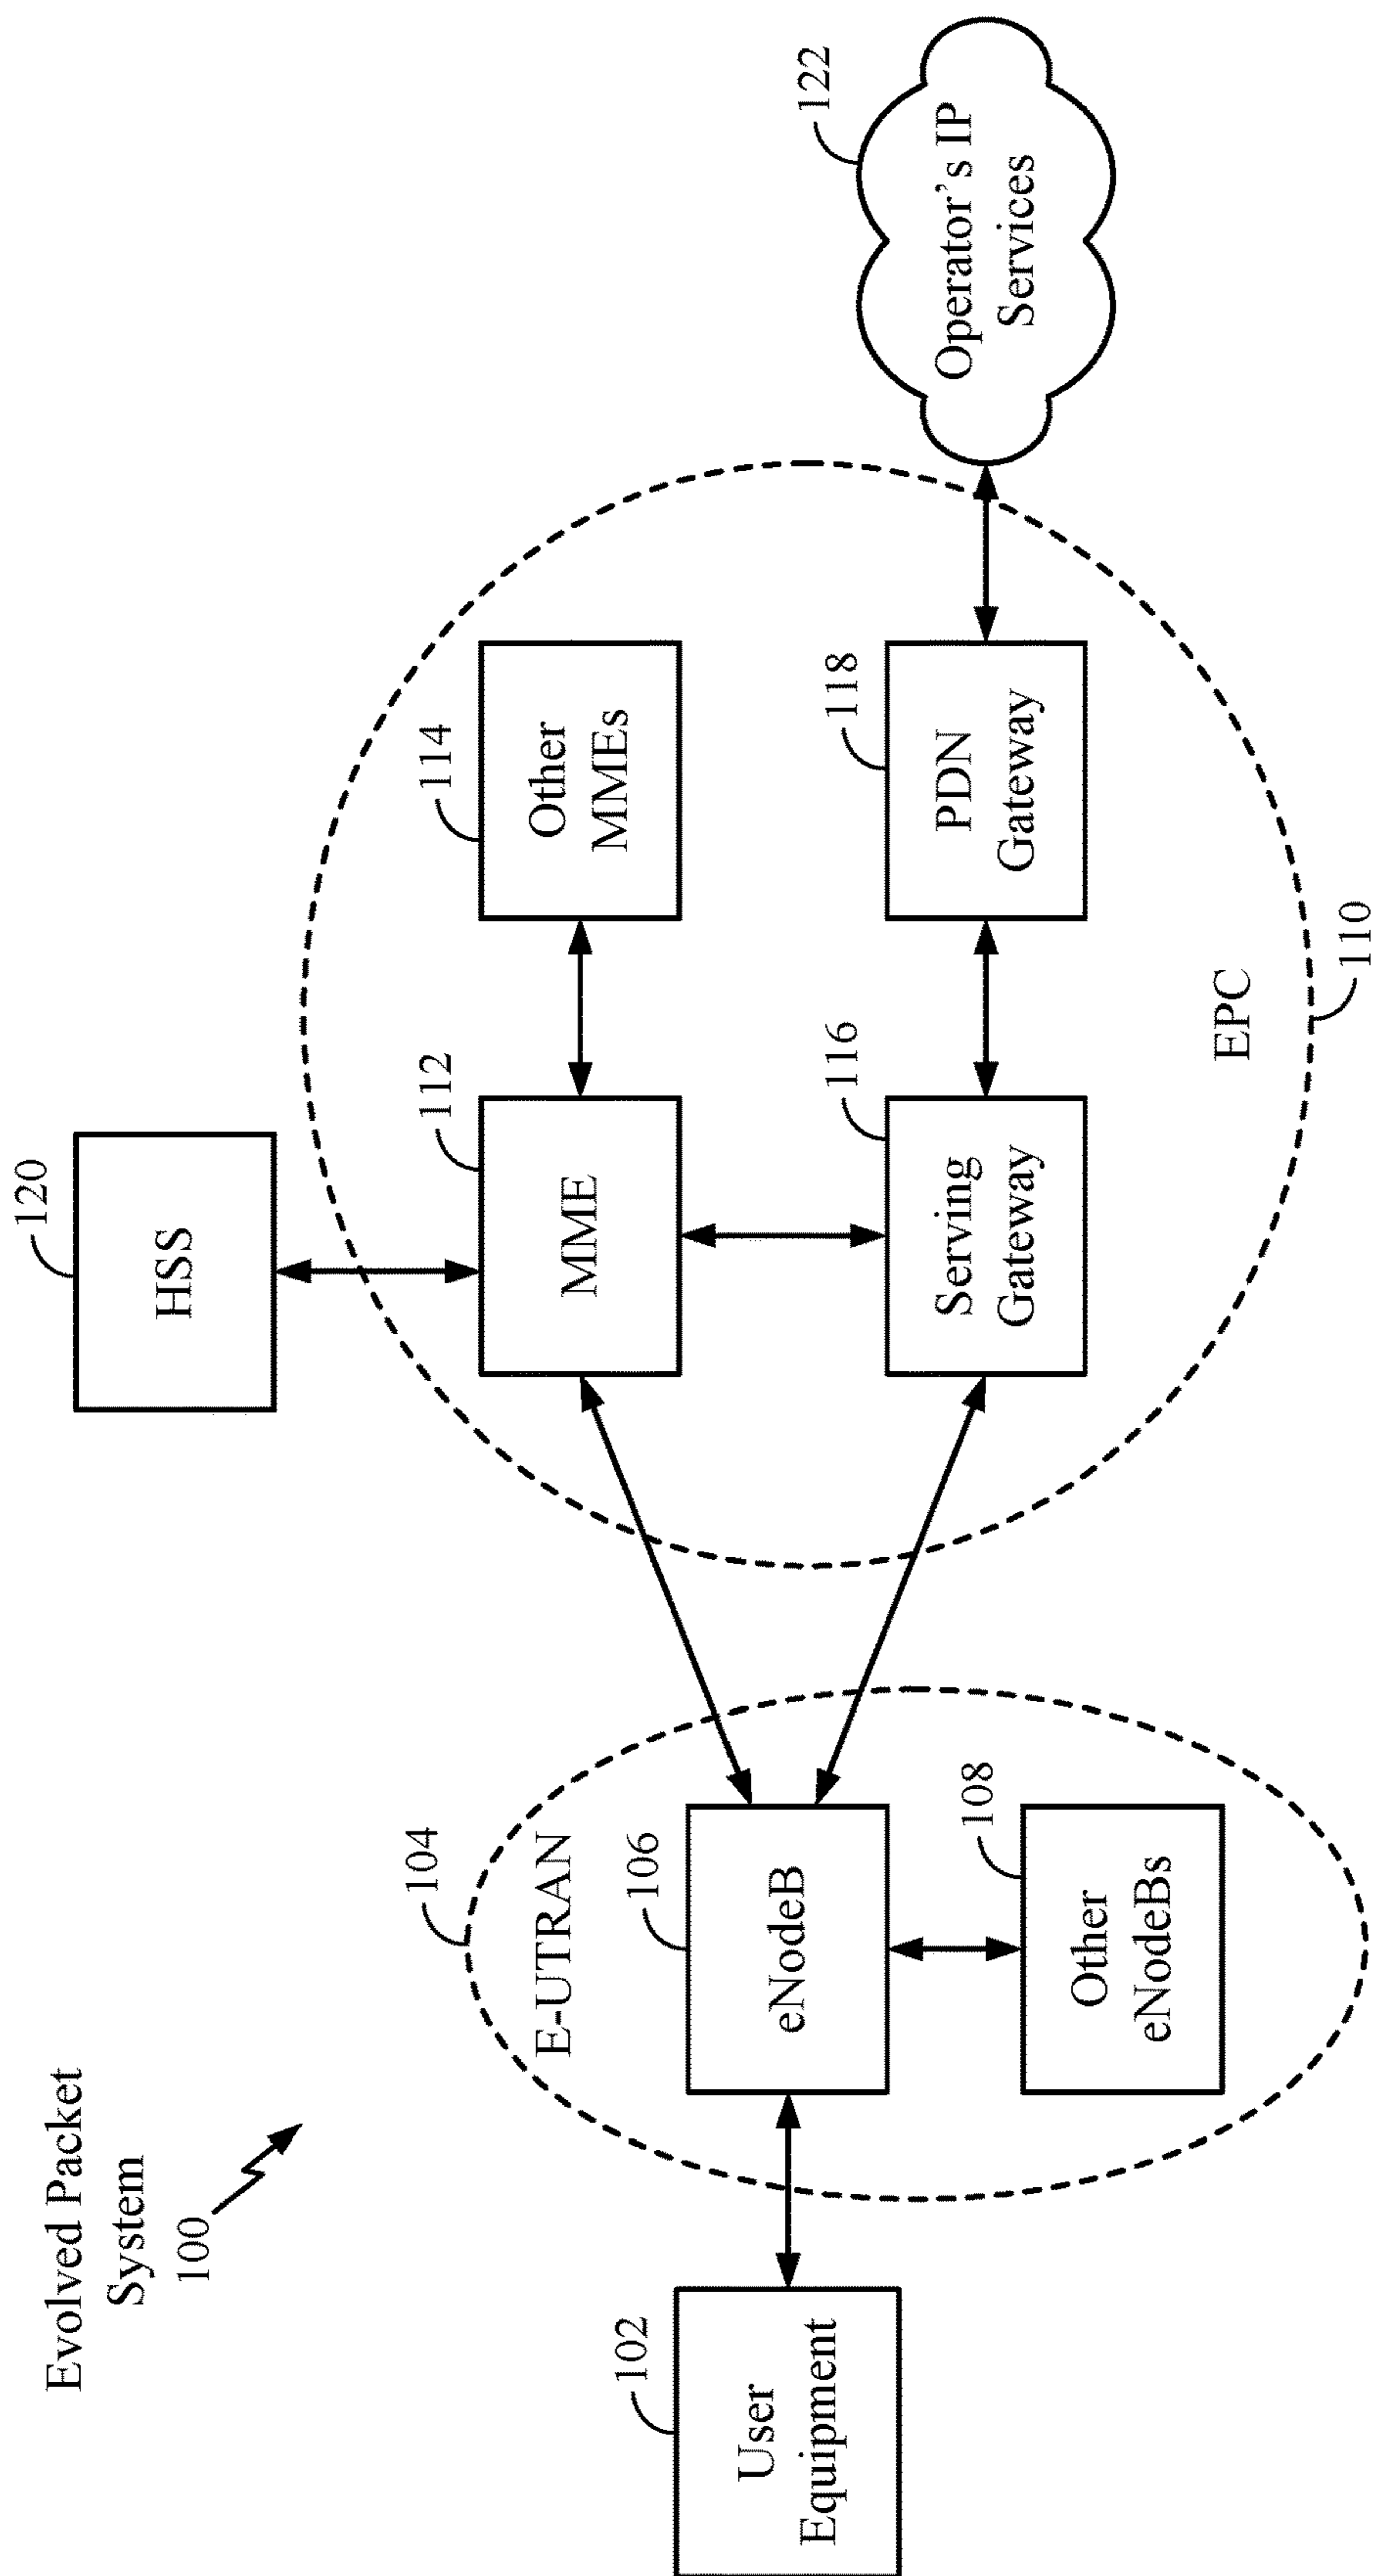 Evolved Packet
System
100
120
HSS
104
E-UTRAN
102
User
Equipment
106
eNodeB
108
Other
eNodeBs
112
MME
114
Other
MMEs
116
Serving
Gateway
118
PDN
Gateway
EPC
110
122
Operator's IP
Services